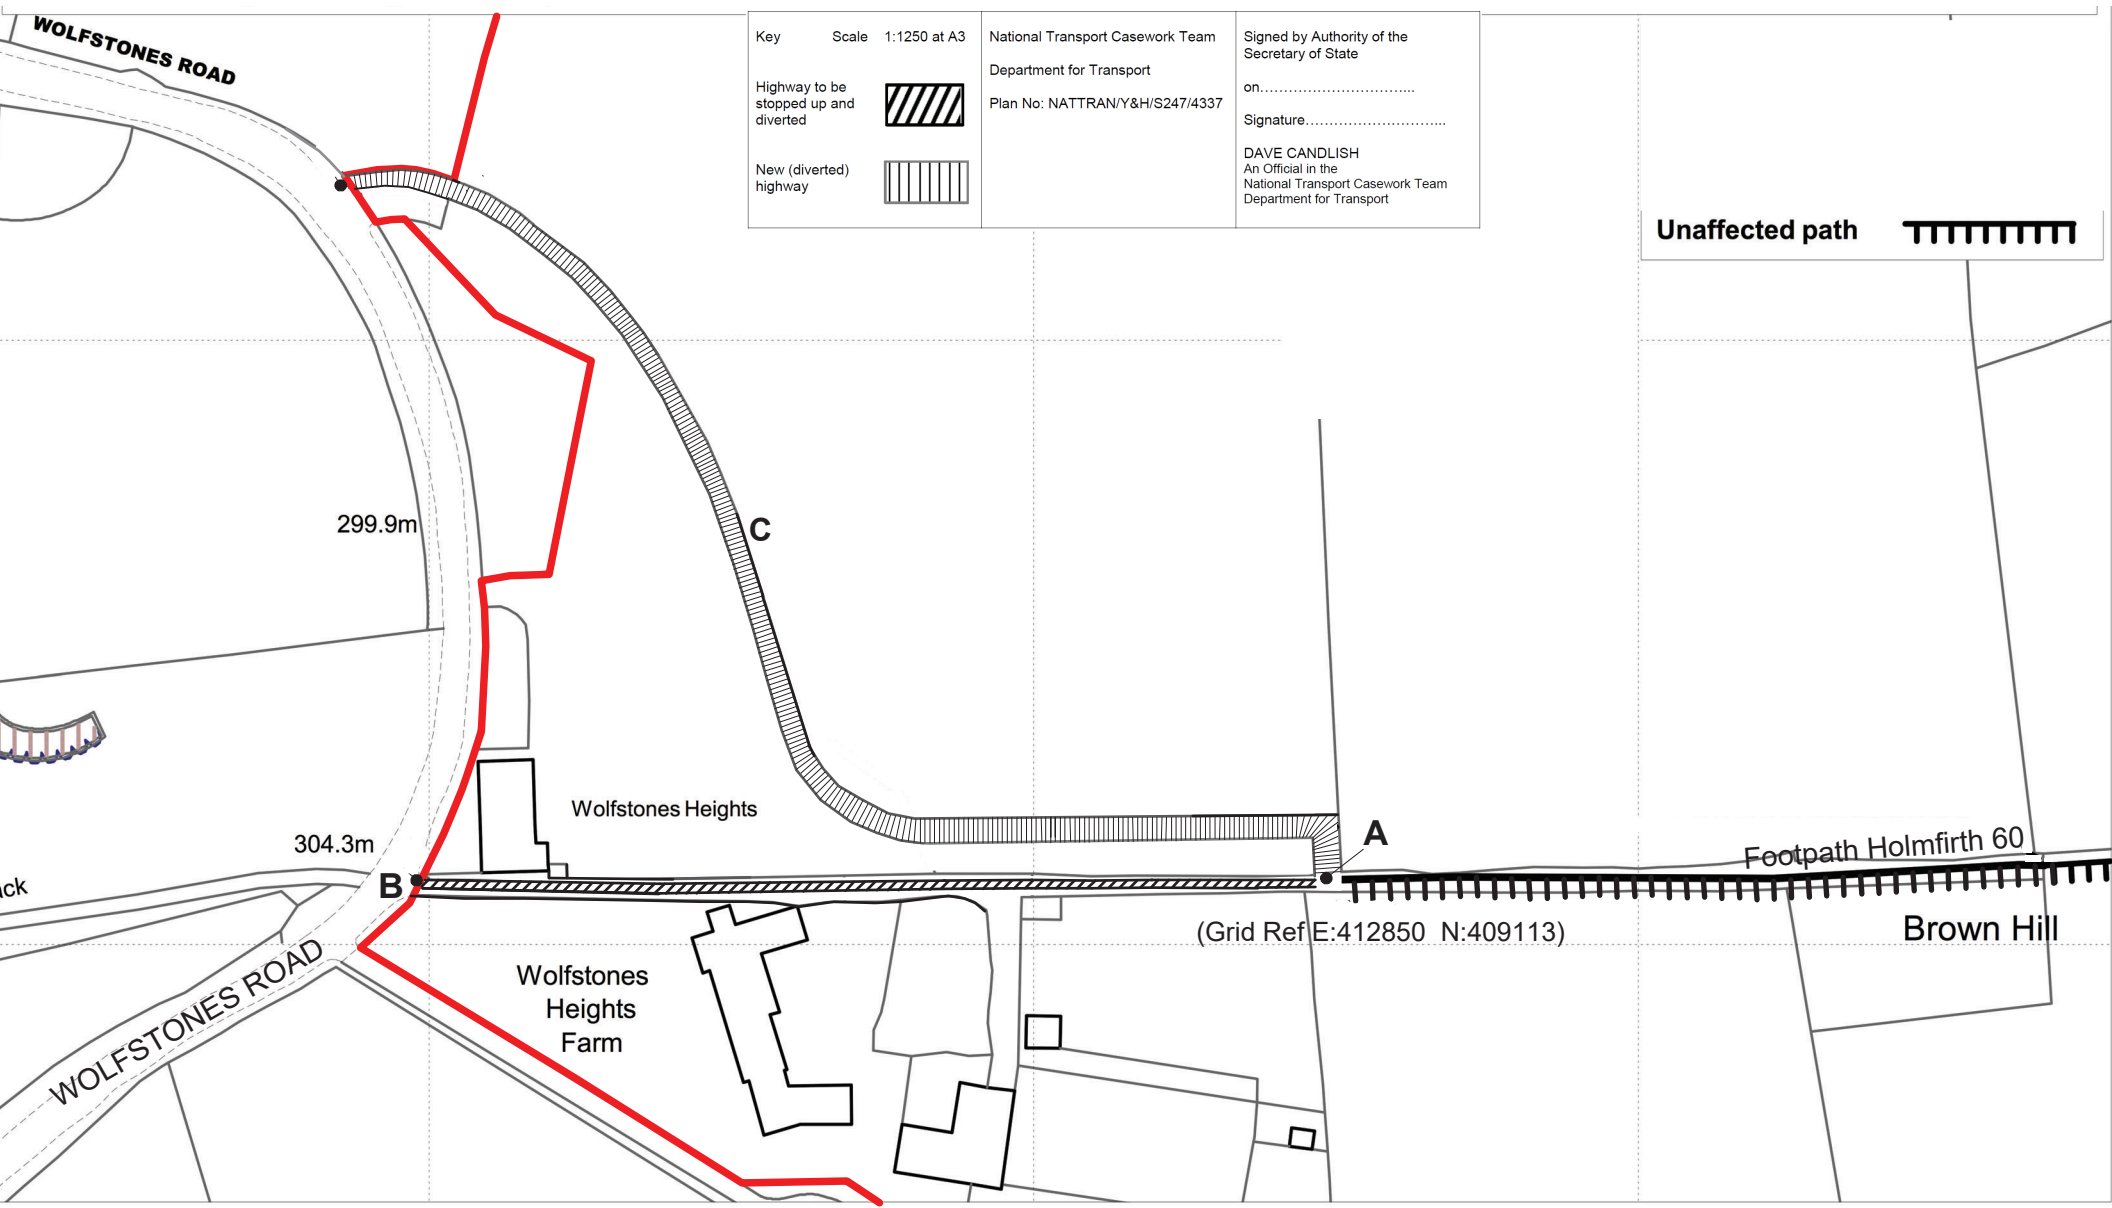 WOLFSTONES ROAD
Key Scale 1:1250 at A3
Highway to be
stopped up and
diverted
New (diverted)
highway
National Transport Casework Team
Department for Transport
Plan No: NATTRAN/Y&H/S247/4337
Signed by Authority of the
Secretary of State
on…………………………...
Signature………………………...
DAVE CANDLISH
An Official in the
National Transport Casework Team
Department for Transport
Unaffected path
299.9m
C
Wolfstones Heights
304.3m
A
Footpath Holmfirth 60
ck
B
(Grid Ref E:412850 N:409113)
Brown Hill
WOLFSTONES ROAD
Wolfstones
Heights
Farm